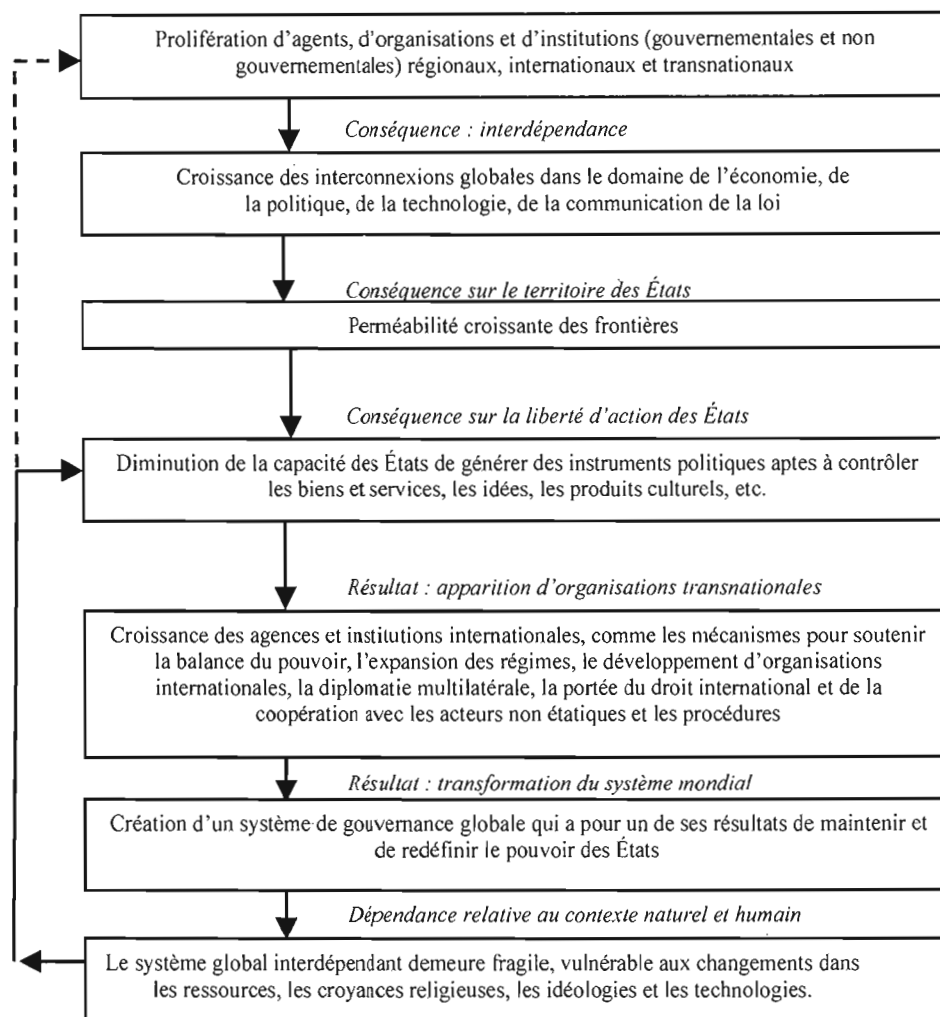 Prolifération d'agents, d'organisations et d'institutions (gouvernementales et non
gouvernementales) régionaux, internationaux et transnationaux
Conséquence : interdépendance
Croissance des interconnexions globales dans le domaine de l'économie, de
la politique, de la technologie, de la communication de la loi
Conséquence sur le territoire des États
Perméabilité croissante des frontières
Conséquence sur la liberté d'action des États
Diminution de la capacité des États de générer des instruments politiques aptes à contrôler
les biens et services, les idées, les produits culturels, etc.
Résultat : apparition d'organisations transnationales
Croissance des agences et institutions internationales, comme les mécanismes pour soutenir
la balance du pouvoir, l'expansion des régimes, le développement d'organisations
internationales, la diplomatie multilatérale, la portée du droit international et de la
coopération avec les acteurs non étatiques et les procédures
Résultat : transformation du système mondial
Création d'un système de gouvernance globale qui a pour un de ses résultats de maintenir et
de redéfinir le pouvoir des États
Dépendance relative au contexte naturel et humain
Le système global interdépendant demeure fragile, vulnérable aux changements dans
les ressources, les croyances religieuses, les idéologies et les technologies.